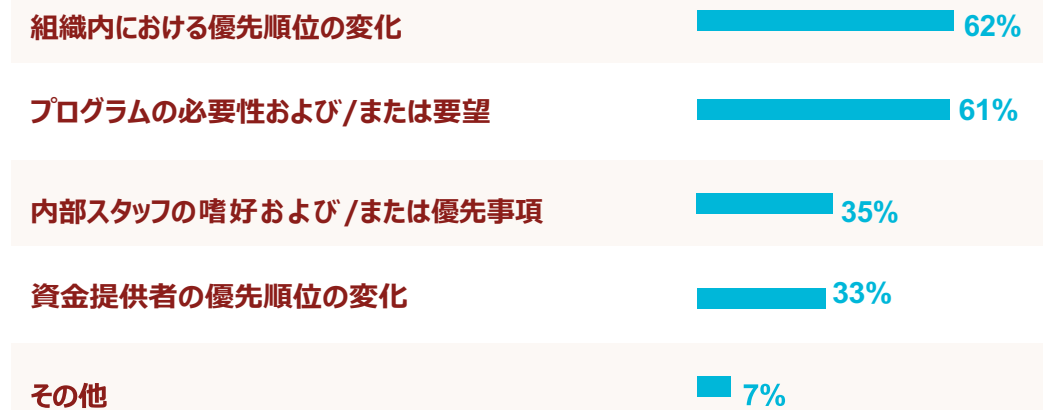 組織内における優先順位の変化 62%
プログラムの必要性および/または要望 61%
内部スタッフの嗜好および/または優先事項 35%
資金提供者の優先順位の変化 33%
その他 7%